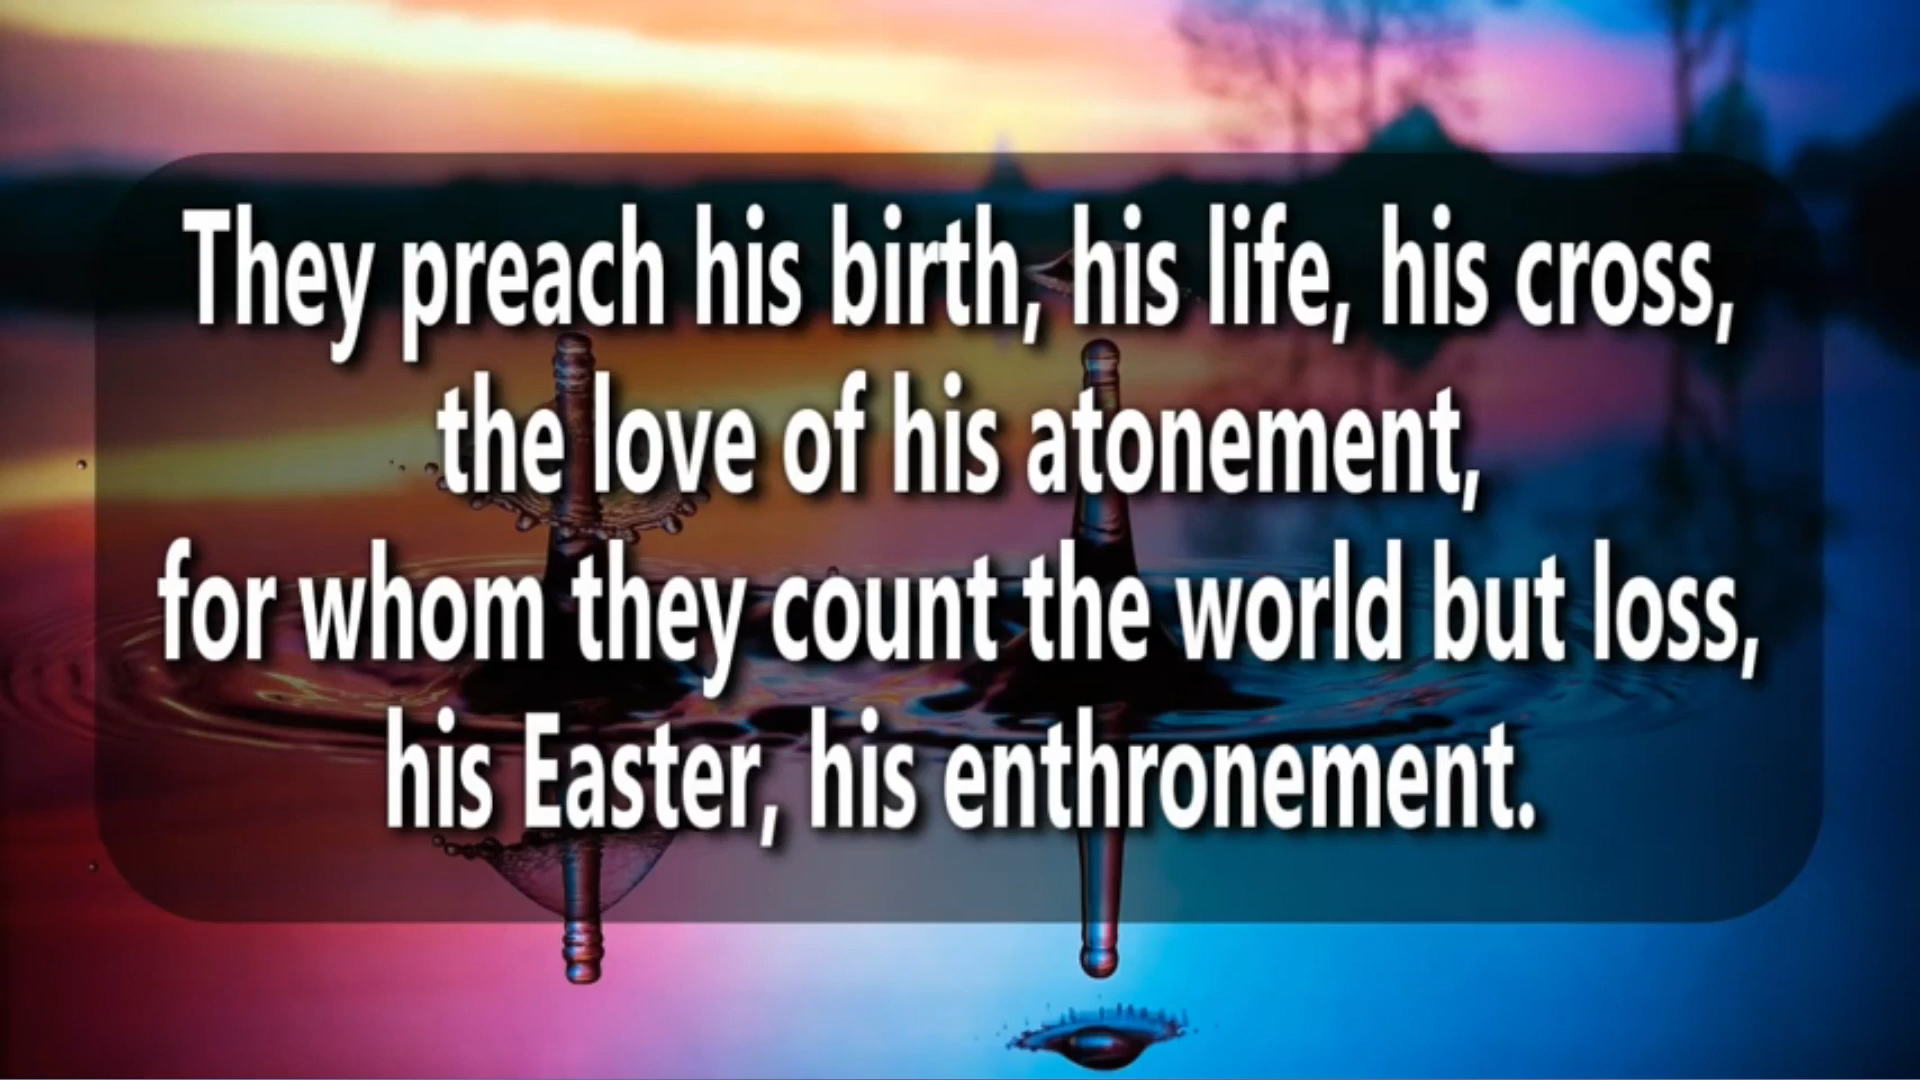 They preach his birth, his life, his cross,
the love of his atonement,
for whom they count the world but loss,
his Easter, his enthronement.